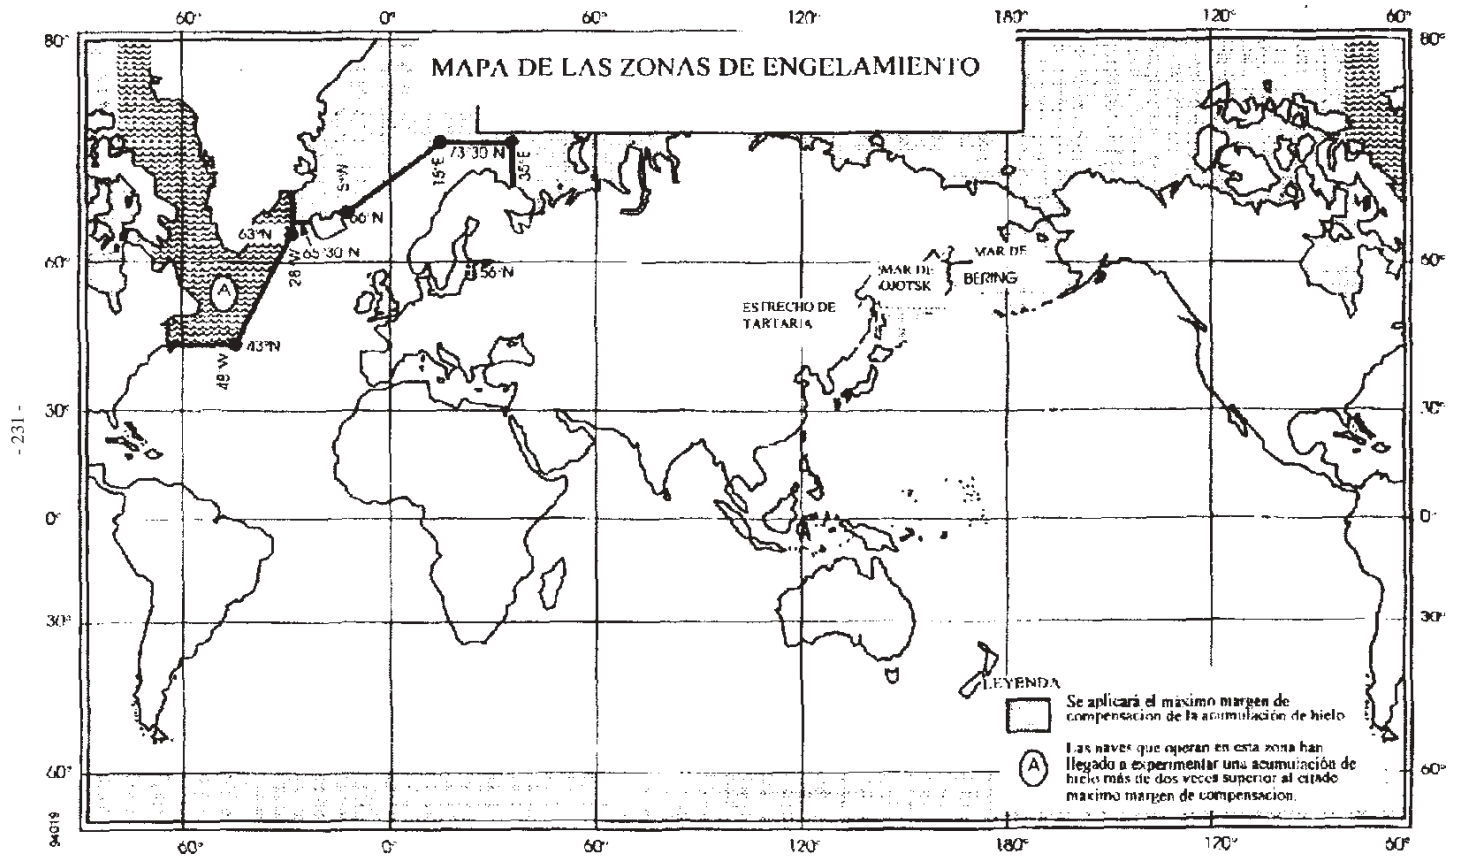 60° 0° 60° 120° 180° 120° 60°
80° 80°
MAPA DE LAS ZONAS DE ENGELAMIENTO
73°30 N
15°E
35°E
5°W
66°N
63°N
65°30 N
28°W
60° 60°
56°N
MAR DE
BERING
MAR DE
OJOTSK
A
ESTRECHO DE
TARTARIA
43°N
48°W
30° 30°
- 231 -
0° 0°
30° 30°
LEYENDA
Se aplicará el máximo margen de
compensacion de la acumulación de hielo
A
Las naves que operan en esta zona han
llegado a experimentar una acumulación de
hielo más de dos veces superior al citado
maximo margen de compensacion.
60° 60°
94019
60° 0° 60° 120° 180° 120° 60°